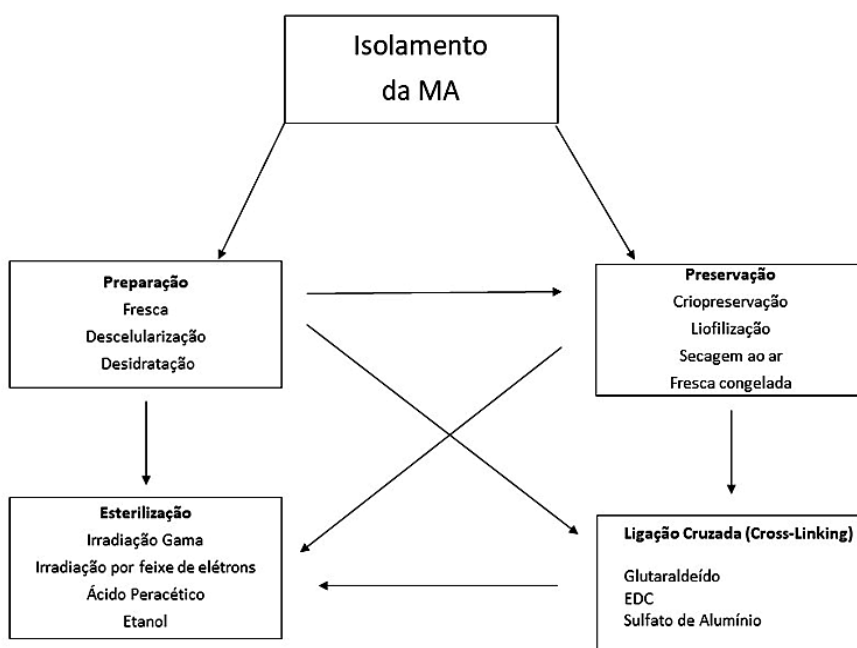 Isolamento
da MA
Preparação
Fresca
Descelularização
Desidratação
Preservação
Criopreservação
Liofilização
Secagem ao ar
Fresca congelada
Esterilização
Irradiação Gama
Irradiação por feixe de elétrons
Ácido Peracético
Etanol
Ligação Cruzada (Cross-Linking)
Glutaraldeído
EDC
Sulfato de Alumínio